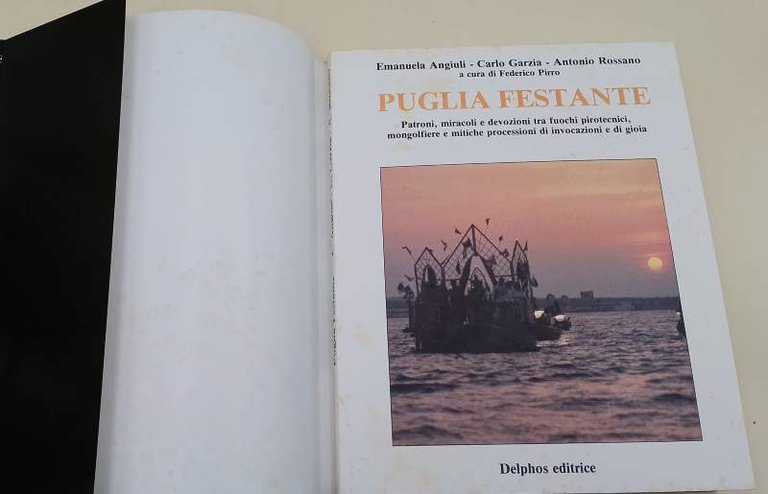 Emanuela Angiuli - Carlo Garzia - Antonio Rossano
a cura di Federico Pirro
PUGLIA FESTANTE
Patroni, miracoli e devozioni tra fuochi pirotecnici,
mongolfiere e mitiche processioni di invocazioni e di gioia
Delphos editrice